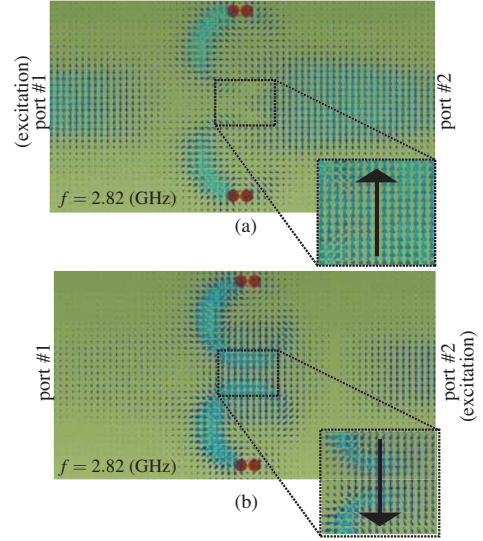 (excitation)
port #1
port #2
f = 2.82 (GHz)
(a)
port #1
port #2
(excitation)
f = 2.82 (GHz)
(b)